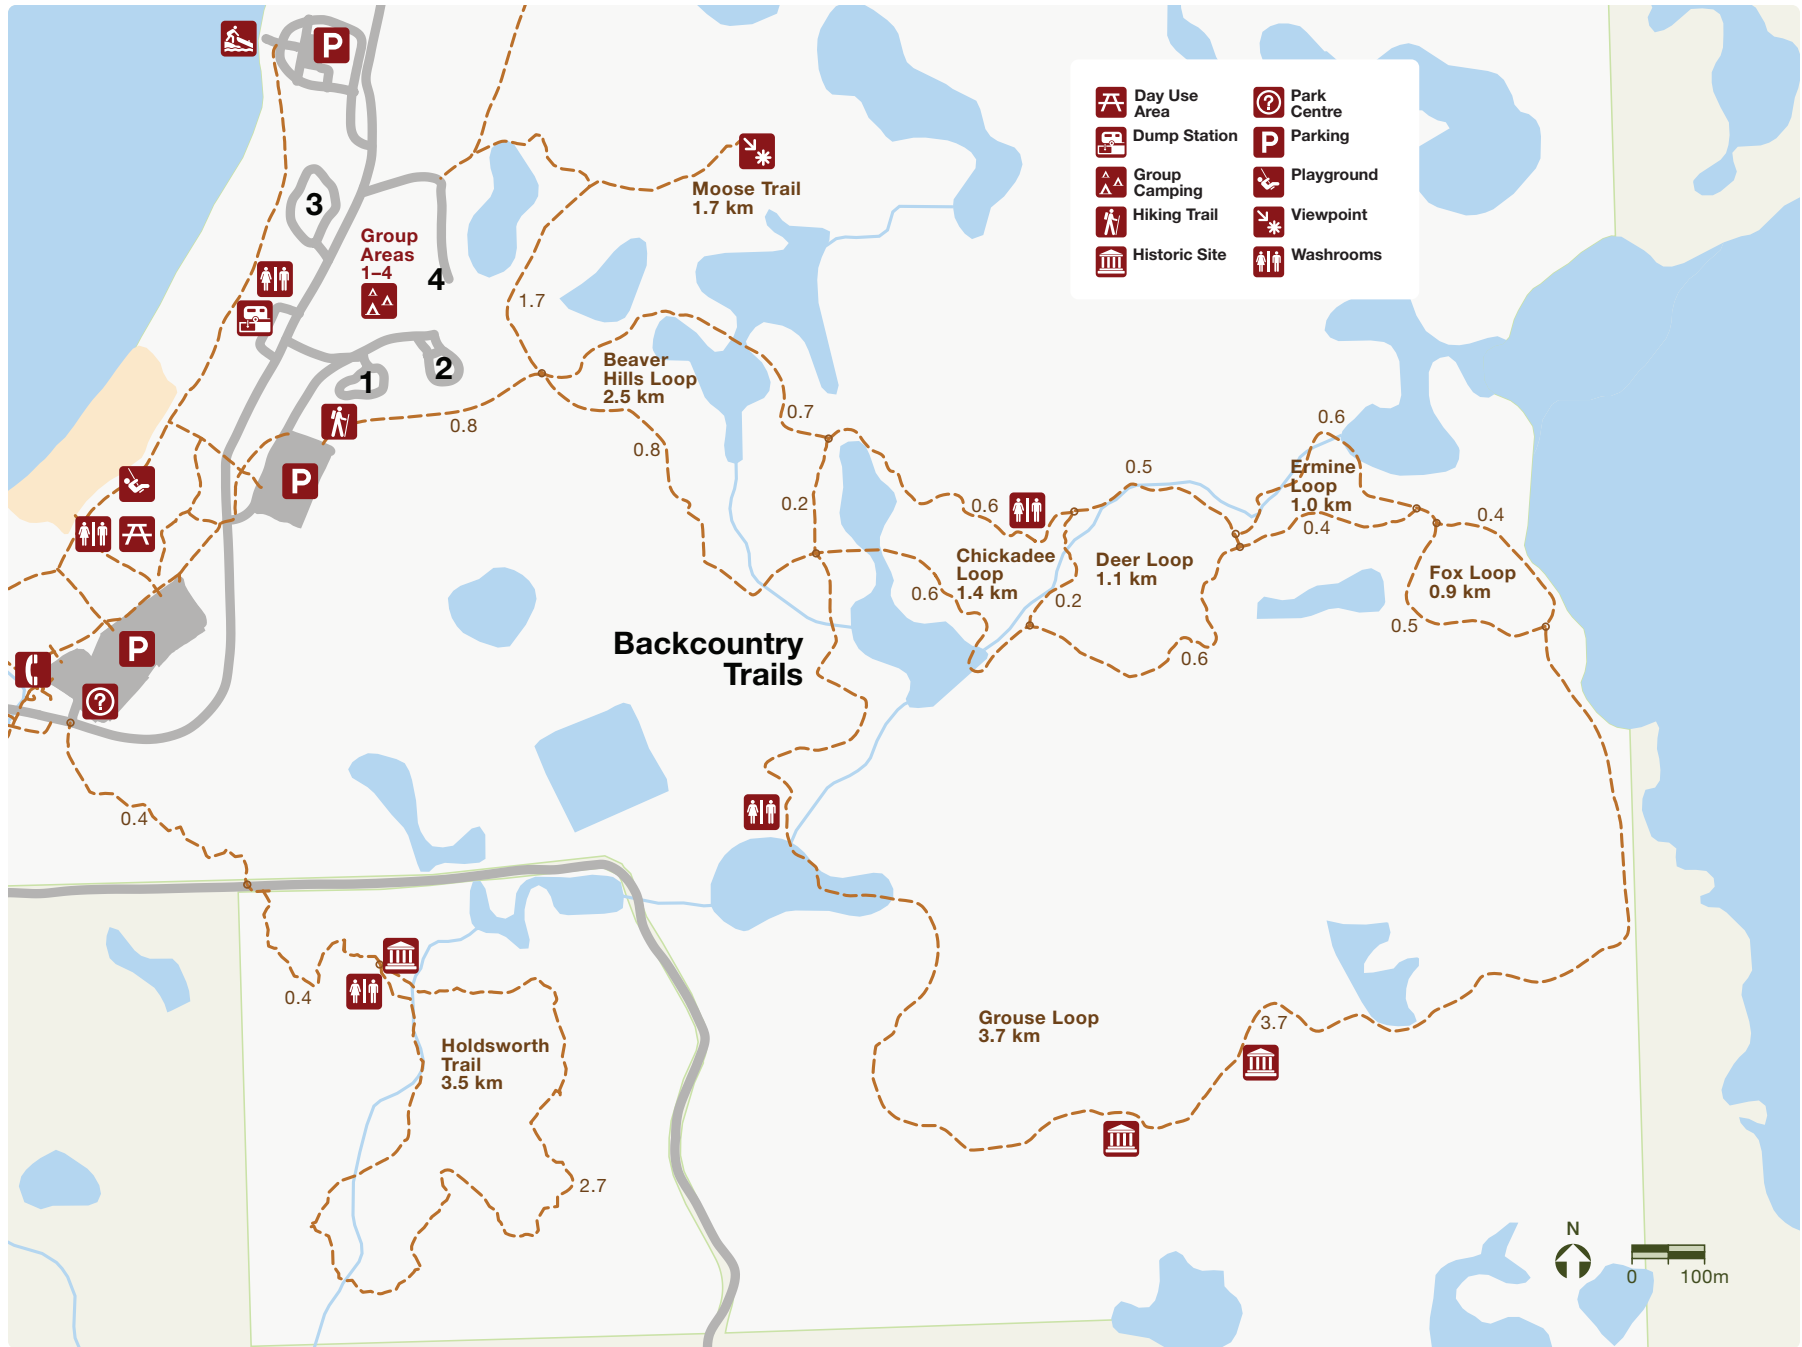 P
3
Group
Areas
1–4
4
1
2
P
P
?
Moose Trail
1.7 km
1.7
Beaver
Hills Loop
2.5 km
0.8
0.8
0.7
0.2
0.6
0.6
Chickadee
Loop
1.4 km
0.5
Deer Loop
1.1 km
0.2
0.6
0.6
Ermine
Loop
1.0 km
0.4
0.4
Fox Loop
0.9 km
0.5
Backcountry
Trails
0.4
0.4
Holdsworth
Trail
3.5 km
2.7
Grouse Loop
3.7 km
3.7
Day Use
Area
Dump Station
Group
Camping
Hiking Trail
Historic Site
?
Park
Centre
P
Parking
Playground
Viewpoint
Washrooms
N
0 100m